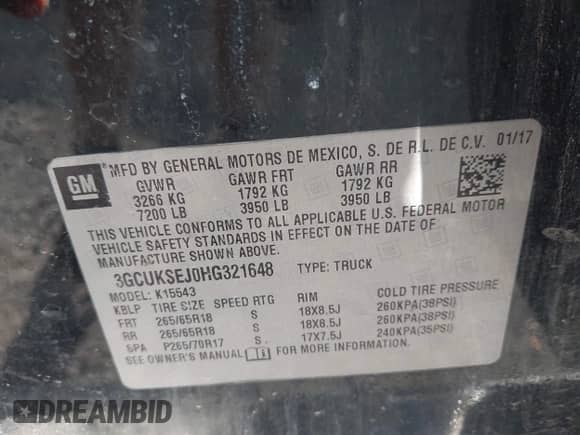 GM
MFD BY GENERAL MOTORS DE MEXICO, S. DE R.L. DE C.V. 01/17
GVWR GAWR FRT GAWR RR
3266 KG 1792 KG 1792 KG
7200 LB 3950 LB 3950 LB
THIS VEHICLE CONFORMS TO ALL APPLICABLE U.S. FEDERAL MOTOR
VEHICLE SAFETY STANDARDS IN EFFECT ON THE DATE OF
MANUFACTURE SHOWN ABOVE.
3GCUKSEJ0HG321648 TYPE: TRUCK
MODEL: K15543
KBLP TIRE SIZE SPEED RTG RIM COLD TIRE PRESSURE
FRT 265/65R18 S 18X8.5J 260KPA(38PSI)
RR 265/65R18 S 18X8.5J 260KPA(38PSI)
SPA P265/70R17 S 17X7.5J 240KPA(35PSI)
SEE OWNER'S MANUAL FOR MORE INFORMATION.
DREAMBID